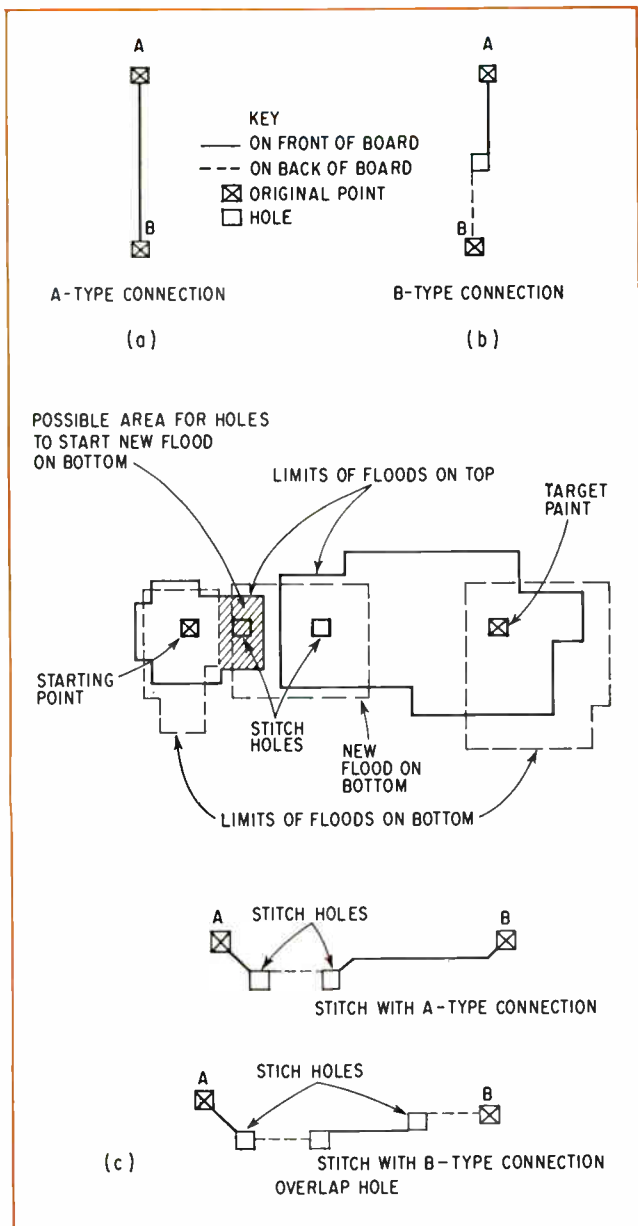 A
A
KEY
ON FRONT OF BOARD
ON BACK OF BOARD
ORIGINAL POINT
HOLE
B
B
A-TYPE CONNECTION
B-TYPE CONNECTION
(a)
(b)
POSSIBLE AREA FOR HOLES
TO START NEW FLOOD
ON BOTTOM
LIMITS OF FLOODS ON TOP
TARGET
PAINT
STARTING
POINT
STITCH
HOLES
NEW
FLOOD ON
BOTTOM
LIMITS OF FLOODS ON BOTTOM
A
STITCH HOLES
B
STITCH WITH A-TYPE CONNECTION
A
STICH HOLES
B
(c)
STITCH WITH B-TYPE CONNECTION
OVERLAP HOLE